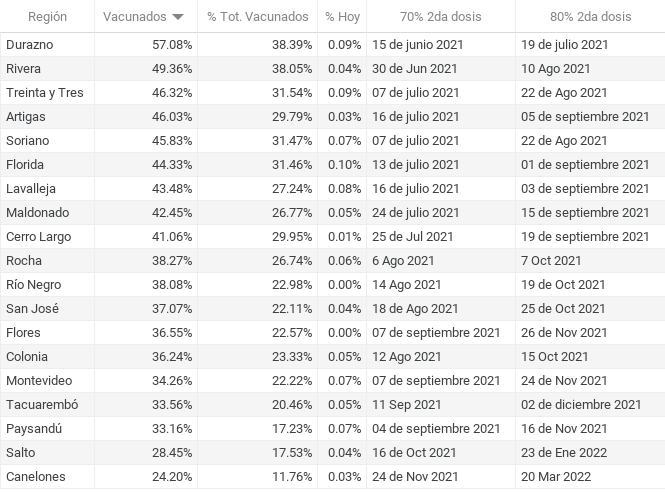 Región Vacunados % Tot. Vacunados % Hoy 70% 2da dosis 80% 2da dosis
Durazno 57.08% 38.39% 0.09% 15 de junio 2021 19 de julio 2021
Rivera 49.36% 38.05% 0.04% 30 de Jun 2021 10 Ago 2021
Treinta y Tres 46.32% 31.54% 0.09% 07 de julio 2021 22 de Ago 2021
Artigas 46.03% 29.79% 0.03% 16 de julio 2021 05 de septiembre 2021
Soriano 45.83% 31.47% 0.07% 07 de julio 2021 22 de Ago 2021
Florida 44.33% 31.46% 0.10% 13 de julio 2021 01 de septiembre 2021
Lavalleja 43.48% 27.24% 0.08% 16 de julio 2021 03 de septiembre 2021
Maldonado 42.45% 26.77% 0.05% 24 de julio 2021 15 de septiembre 2021
Cerro Largo 41.06% 29.95% 0.01% 25 de Jul 2021 19 de septiembre 2021
Rocha 38.27% 26.74% 0.06% 6 Ago 2021 7 Oct 2021
Río Negro 38.08% 22.98% 0.00% 14 Ago 2021 19 de Oct 2021
San José 37.07% 22.11% 0.04% 18 de Ago 2021 25 de Oct 2021
Flores 36.55% 22.57% 0.00% 07 de septiembre 2021 26 de Nov 2021
Colonia 36.24% 23.33% 0.05% 12 Ago 2021 15 Oct 2021
Montevideo 34.26% 22.22% 0.07% 07 de septiembre 2021 24 de Nov 2021
Tacuarembó 33.56% 20.46% 0.05% 11 Sep 2021 02 de diciembre 2021
Paysandú 33.16% 17.23% 0.07% 04 de septiembre 2021 16 de Nov 2021
Salto 28.45% 17.53% 0.04% 16 de Oct 2021 23 de Ene 2022
Canelones 24.20% 11.76% 0.03% 24 de Nov 2021 20 Mar 2022